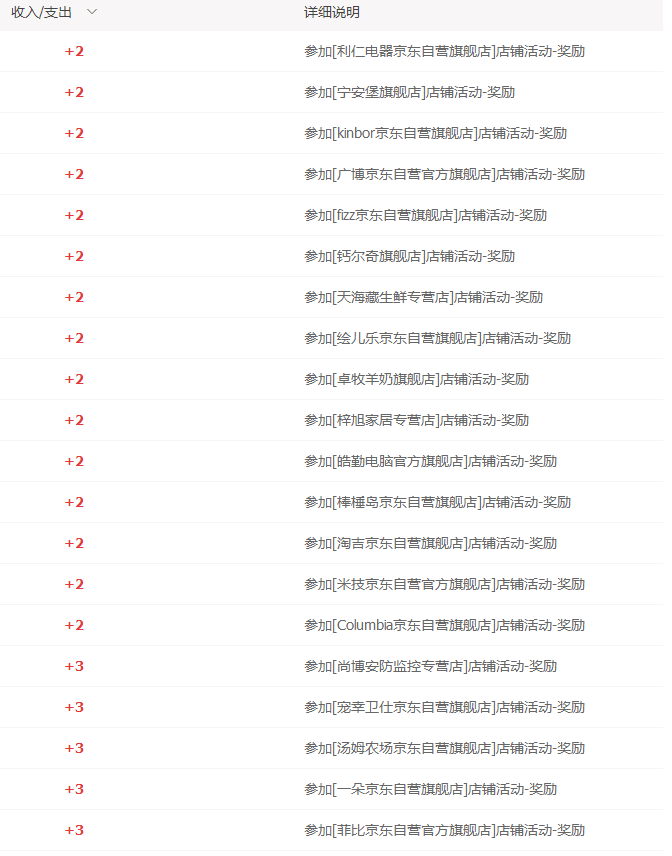 收入/支出 详细说明
+2 参加[利仁电器京东自营旗舰店]店铺活动-奖励
+2 参加[宁安堡旗舰店]店铺活动-奖励
+2 参加[kinbor京东自营旗舰店]店铺活动-奖励
+2 参加[广博京东自营官方旗舰店]店铺活动-奖励
+2 参加[fizz京东自营旗舰店]店铺活动-奖励
+2 参加[钙尔奇旗舰店]店铺活动-奖励
+2 参加[天海藏生鲜专营店]店铺活动-奖励
+2 参加[绘儿乐京东自营旗舰店]店铺活动-奖励
+2 参加[卓牧羊奶旗舰店]店铺活动-奖励
+2 参加[梓旭家居专营店]店铺活动-奖励
+2 参加[皓勤电脑官方旗舰店]店铺活动-奖励
+2 参加[棒棰岛京东自营旗舰店]店铺活动-奖励
+2 参加[淘吉京东自营旗舰店]店铺活动-奖励
+2 参加[米技京东自营官方旗舰店]店铺活动-奖励
+2 参加[Columbia京东自营旗舰店]店铺活动-奖励
+3 参加[尚博安防监控专营店]店铺活动-奖励
+3 参加[宠幸卫仕京东自营旗舰店]店铺活动-奖励
+3 参加[汤姆农场京东自营旗舰店]店铺活动-奖励
+3 参加[一朵京东自营旗舰店]店铺活动-奖励
+3 参加[菲比京东自营官方旗舰店]店铺活动-奖励